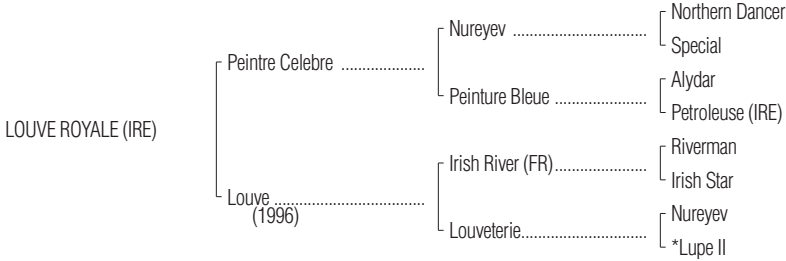 Northern Dancer
Nureyev ................................
Special
Peintre Celebre ....................
Alydar
Peinture Bleue ......................
Petroleuse (IRE)
LOUVE ROYALE (IRE)
Riverman
Irish River (FR)......................
Irish Star
Louve ....................................
(1996)
Nureyev
Louveterie..............................
*Lupe II